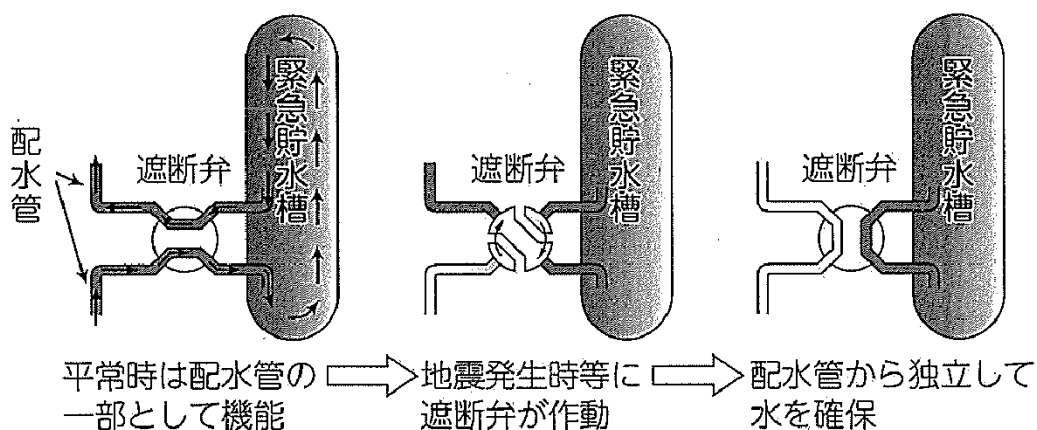 配水管
遮断弁
緊急貯水槽
遮断弁
緊急貯水槽
遮断弁
緊急貯水槽
平常時は配水管の
一部として機能
地震発生時等に
遮断弁が作動
配水管から独立して
水を確保